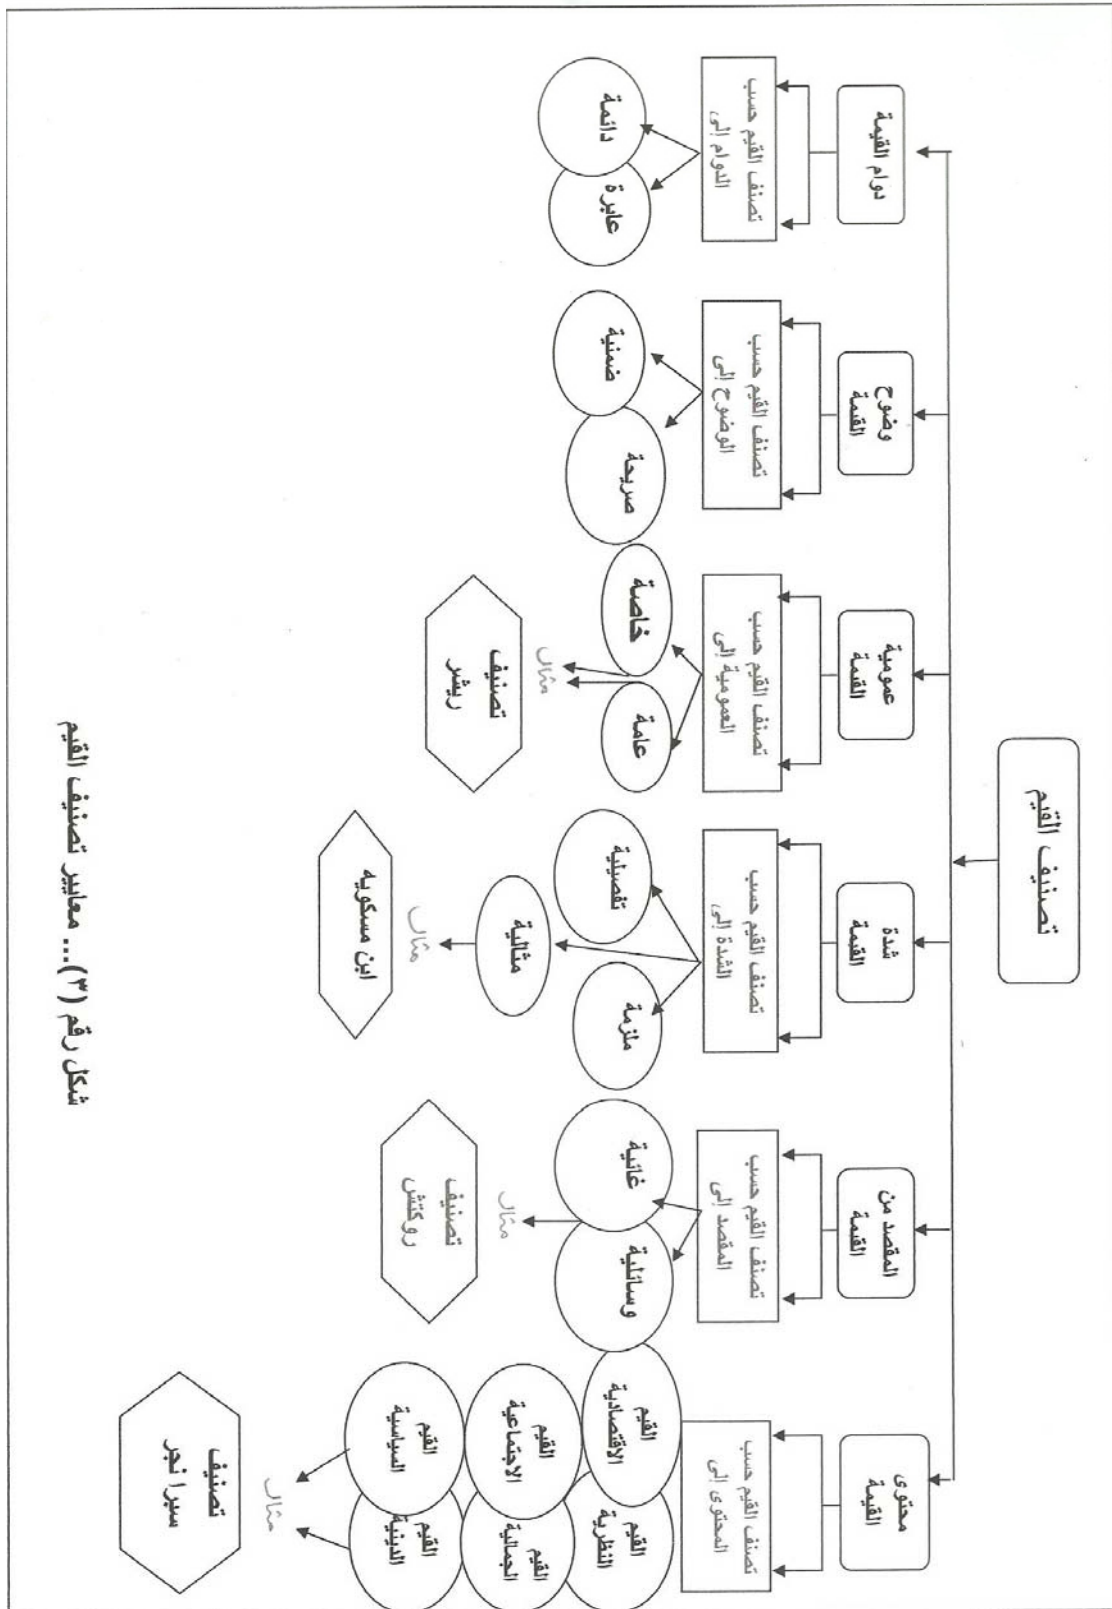 تصنيف القيم
محتوى
القيمة
المقصد من
القيمة
شدة
القيمة
عمومية
القيمة
وضوح
القيمة
دوام القيمة
تصنف القيم حسب
المحتوى إلى
تصنف القيم حسب
المقصد إلى
تصنف القيم حسب
الشدة إلى
تصنف القيم حسب
العمومية إلى
تصنف القيم حسب
الوضوح إلى
تصنف القيم حسب
الدوام إلى
القيم
النظرية
القيم
الاقتصادية
القيم
الجمالية
القيم
الاجتماعية
القيم
الدينية
القيم
السياسية
مثال
تصنيف
سبرا نجر
وسائلية
غائية
مثال
تصنيف
روكتش
ملزمة
تفصيلية
مثالية
مثال
ابن مسكويه
عامة
خاصة
مثال
تصنيف
ريشر
صريحة
ضمنية
عابرة
دائمة
شكل رقم (٣)... معايير تصنيف القيم